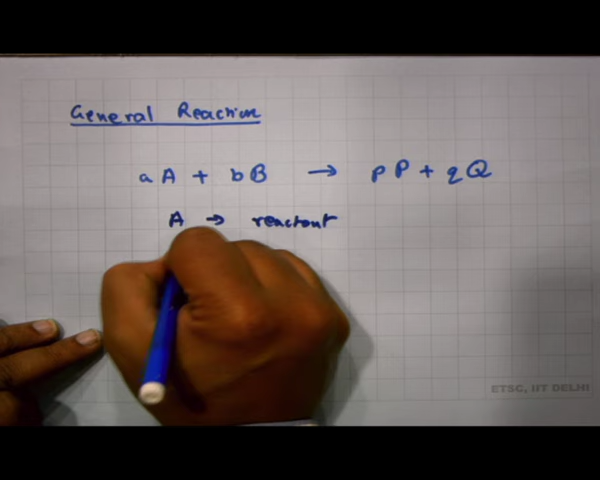 General Reaction
aA + bB → pP + qQ
A → reactant
ETSC, IIT DELHI